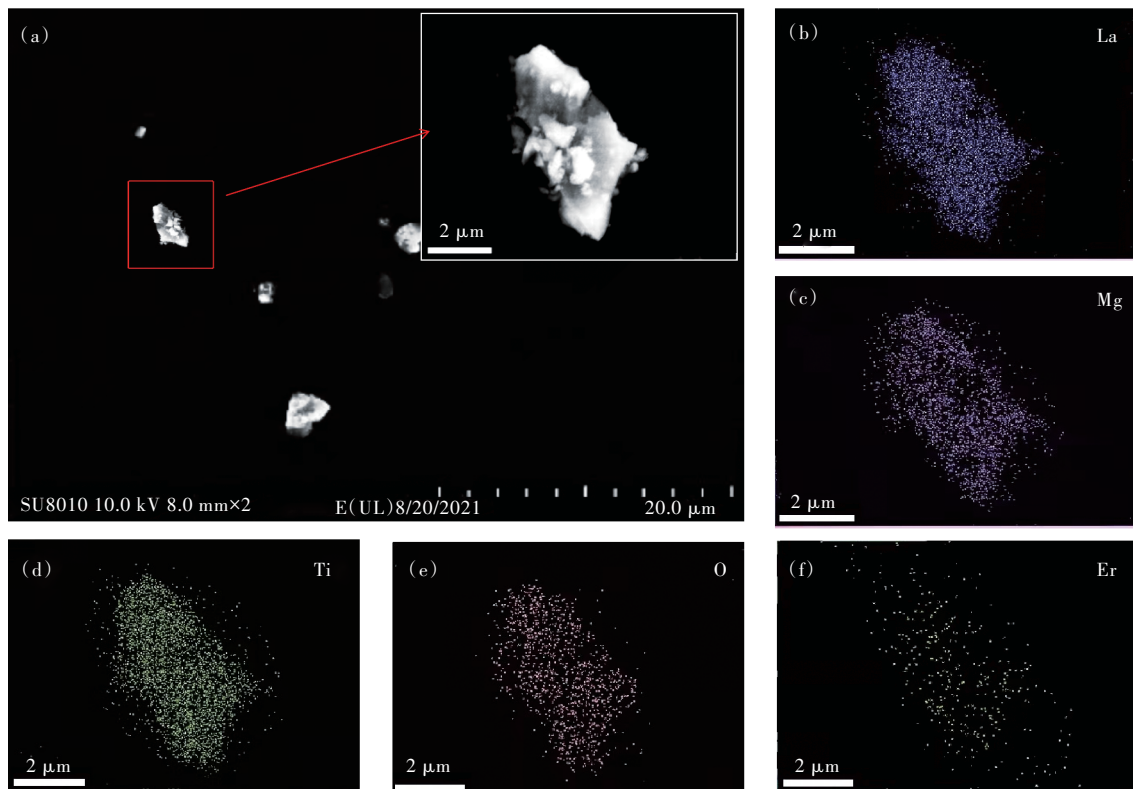 (a)
2 μm
SU8010 10.0 kV 8.0 mm×2
E(UL)8/20/2021
20.0 μm
(b)
La
2 μm
(c)
Mg
2 μm
(d)
Ti
2 μm
(e)
O
2 μm
(f)
Er
2 μm